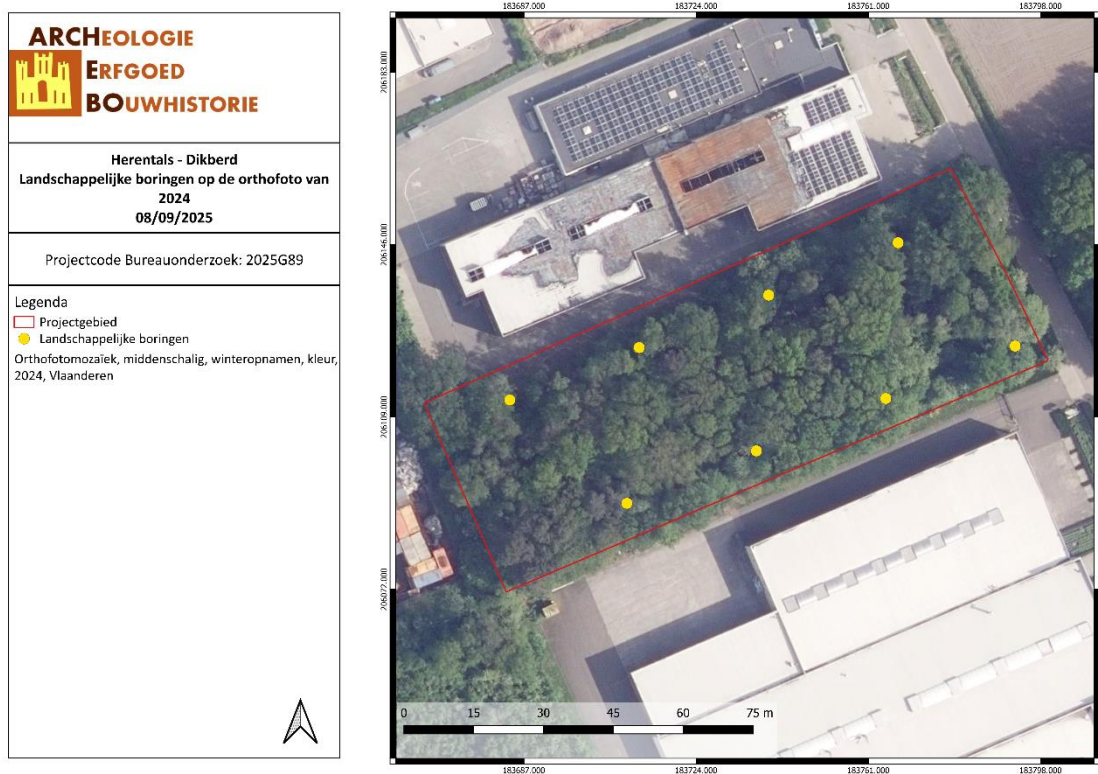 ARCHEOLOGIE
ERFGOED
BOUWHISTORIE
Herentals - Dikberd
Landschappelijke boringen op de orthofoto van
2024
08/09/2025
Projectcode Bureauonderzoek: 2025G89
Legenda
Projectgebied
Landschappelijke boringen
Orthofotomozaïek, middenschalig, winteropnamen, kleur,
2024, Vlaanderen
183687.000 183724.000 183761.000 183798.000
206183.000
206146.000
206109.000
206072.000
0 15 30 45 60 75 m
183687.000 183724.000 183761.000 183798.000